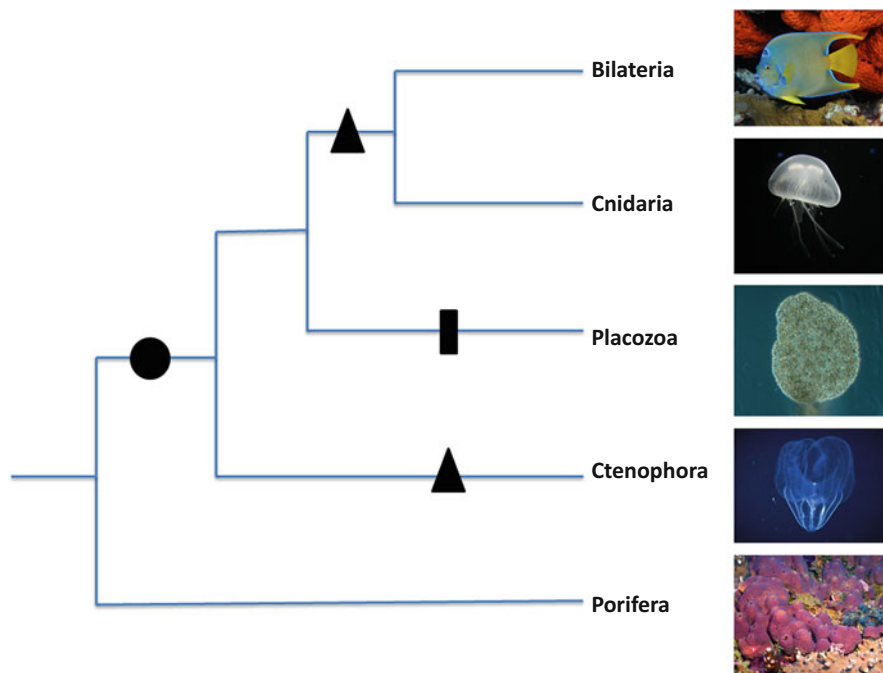 Bilateria
Cnidaria
Placozoa
Ctenophora
Porifera